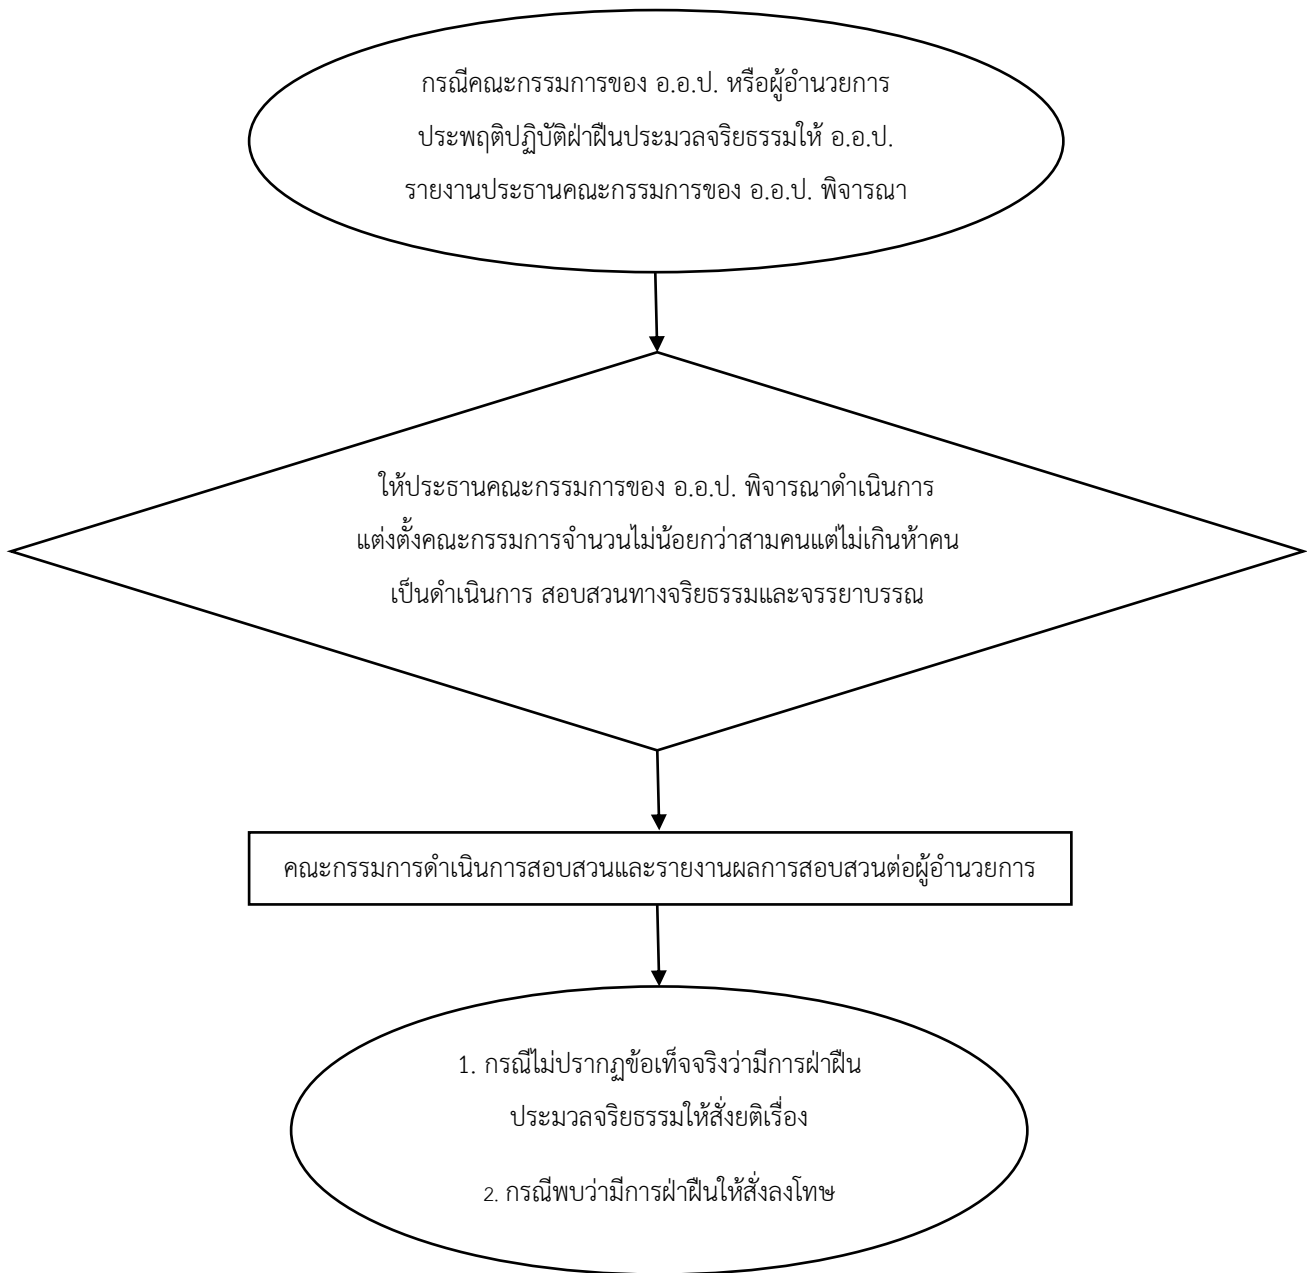 กรณีคณะกรรมการของ อ.อ.ป. หรือผู้อำนวยการ
ประพฤติปฏิบัติฝ่าฝืนประมวลจริยธรรมให้ อ.อ.ป.
รายงานประธานคณะกรรมการของ อ.อ.ป. พิจารณา
ให้ประธานคณะกรรมการของ อ.อ.ป. พิจารณาดำเนินการ
แต่งตั้งคณะกรรมการจำนวนไม่น้อยกว่าสามคนแต่ไม่เกินห้าคน
เป็นดำเนินการ สอบสวนทางจริยธรรมและจรรยาบรรณ
คณะกรรมการดำเนินการสอบสวนและรายงานผลการสอบสวนต่อผู้อำนวยการ
1. กรณีไม่ปรากฏข้อเท็จจริงว่ามีการฝ่าฝืน
ประมวลจริยธรรมให้สั่งยติเรื่อง
2. กรณีพบว่ามีการฝ่าฝืนให้สั่งลงโทษ